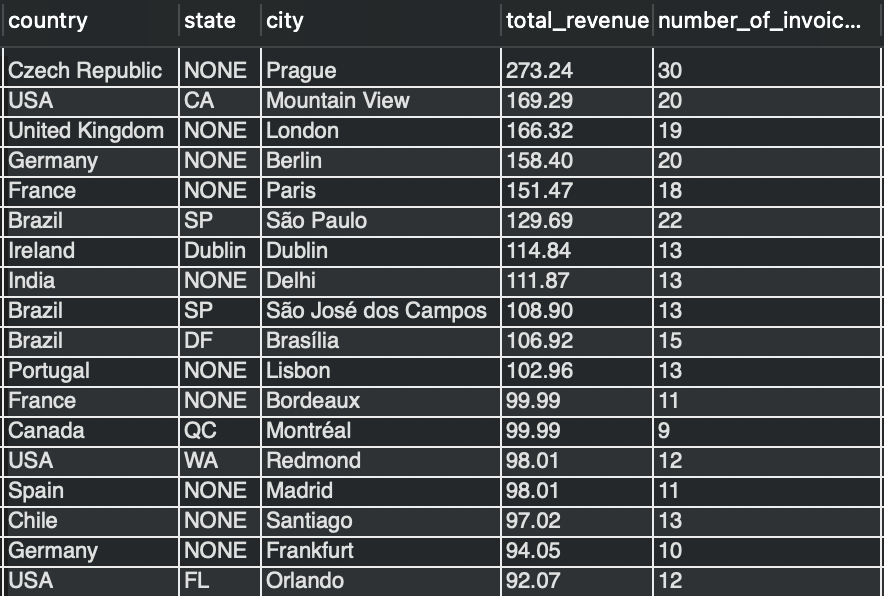 country state city total_revenue number_of_invoic...
Czech Republic NONE Prague 273.24 30
USA CA Mountain View 169.29 20
United Kingdom NONE London 166.32 19
Germany NONE Berlin 158.40 20
France NONE Paris 151.47 18
Brazil SP São Paulo 129.69 22
Ireland Dublin Dublin 114.84 13
India NONE Delhi 111.87 13
Brazil SP São José dos Campos 108.90 13
Brazil DF Brasília 106.92 15
Portugal NONE Lisbon 102.96 13
France NONE Bordeaux 99.99 11
Canada QC Montréal 99.99 9
USA WA Redmond 98.01 12
Spain NONE Madrid 98.01 11
Chile NONE Santiago 97.02 13
Germany NONE Frankfurt 94.05 10
USA FL Orlando 92.07 12